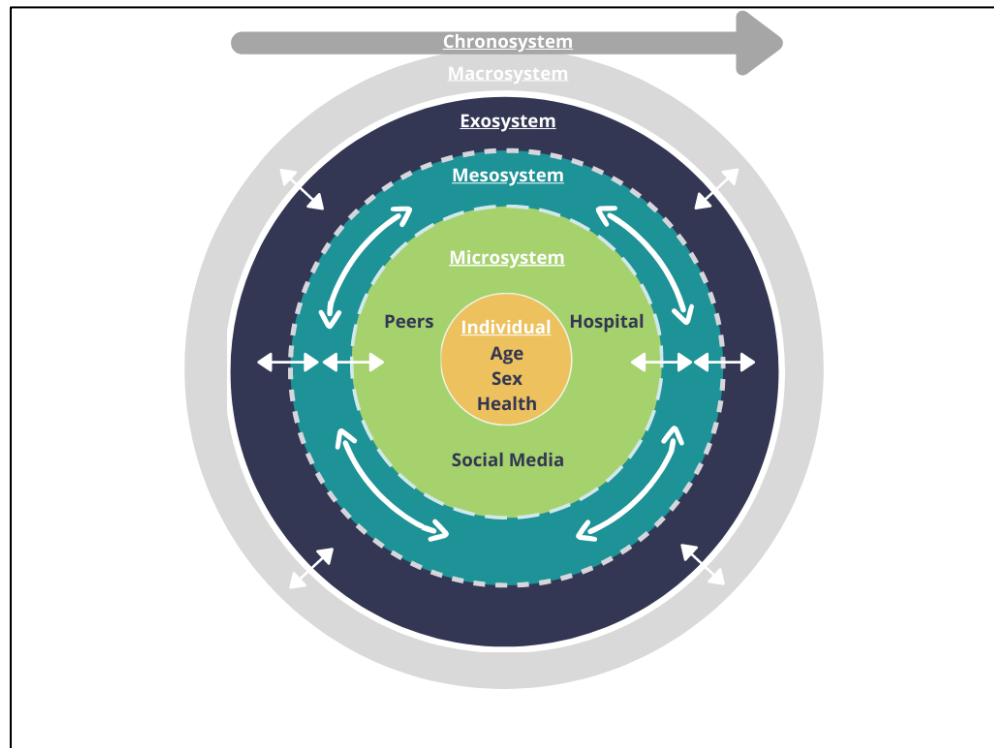 Chronosystem
Macrosystem
Exosystem
Mesosystem
Microsystem
Peers
Hospital
Individual
Age
Sex
Health
Social Media